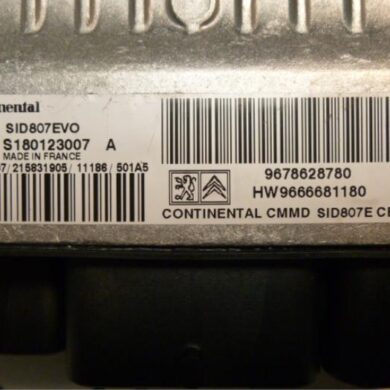 SID807EVO
S180123007 A
MADE IN FRANCE
/215831905/11186/501A5
9678628780
HW9666681180
CONTINENTAL CMMD SID807E